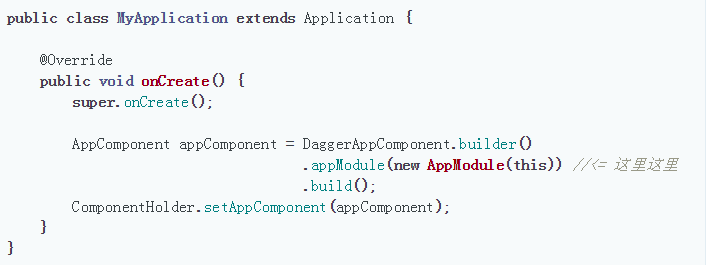 public class MyApplication extends Application {
@Override
public void onCreate() {
super.onCreate();
AppComponent appComponent = DaggerAppComponent.builder()
.appModule(new AppModule(this)) //<= 这里这里
.build();
ComponentHolder.setAppComponent(appComponent);
}
}